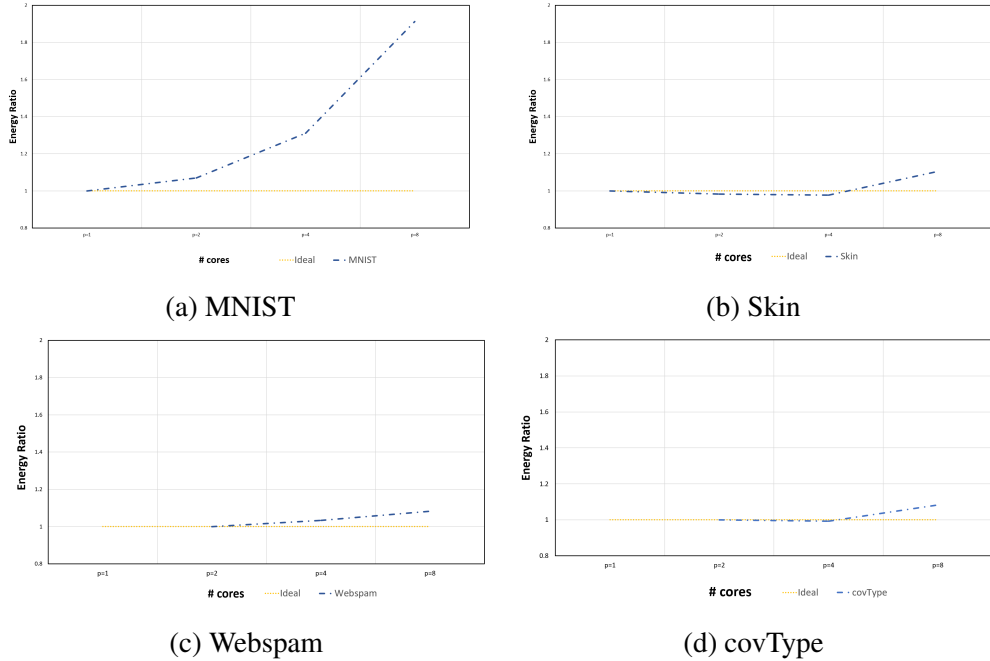 2
1.8
1.6
1.4
1.2
1
0.8
Energy Ratio
p=1 p=2 p=4 p=8
# cores Ideal MNIST
(a) MNIST
2
1.8
1.6
1.4
1.2
1
0.8
Energy Ratio
p=1 p=2 p=4 p=8
# cores Ideal Skin
(b) Skin
2
1.8
1.6
1.4
1.2
1
0.8
Energy Ratio
p=1 p=2 p=4 p=8
# cores Ideal Webspam
(c) Webspam
2
1.8
1.6
1.4
1.2
1
0.8
Energy Ratio
p=1 p=2 p=4 p=8
# cores Ideal covType
(d) covType